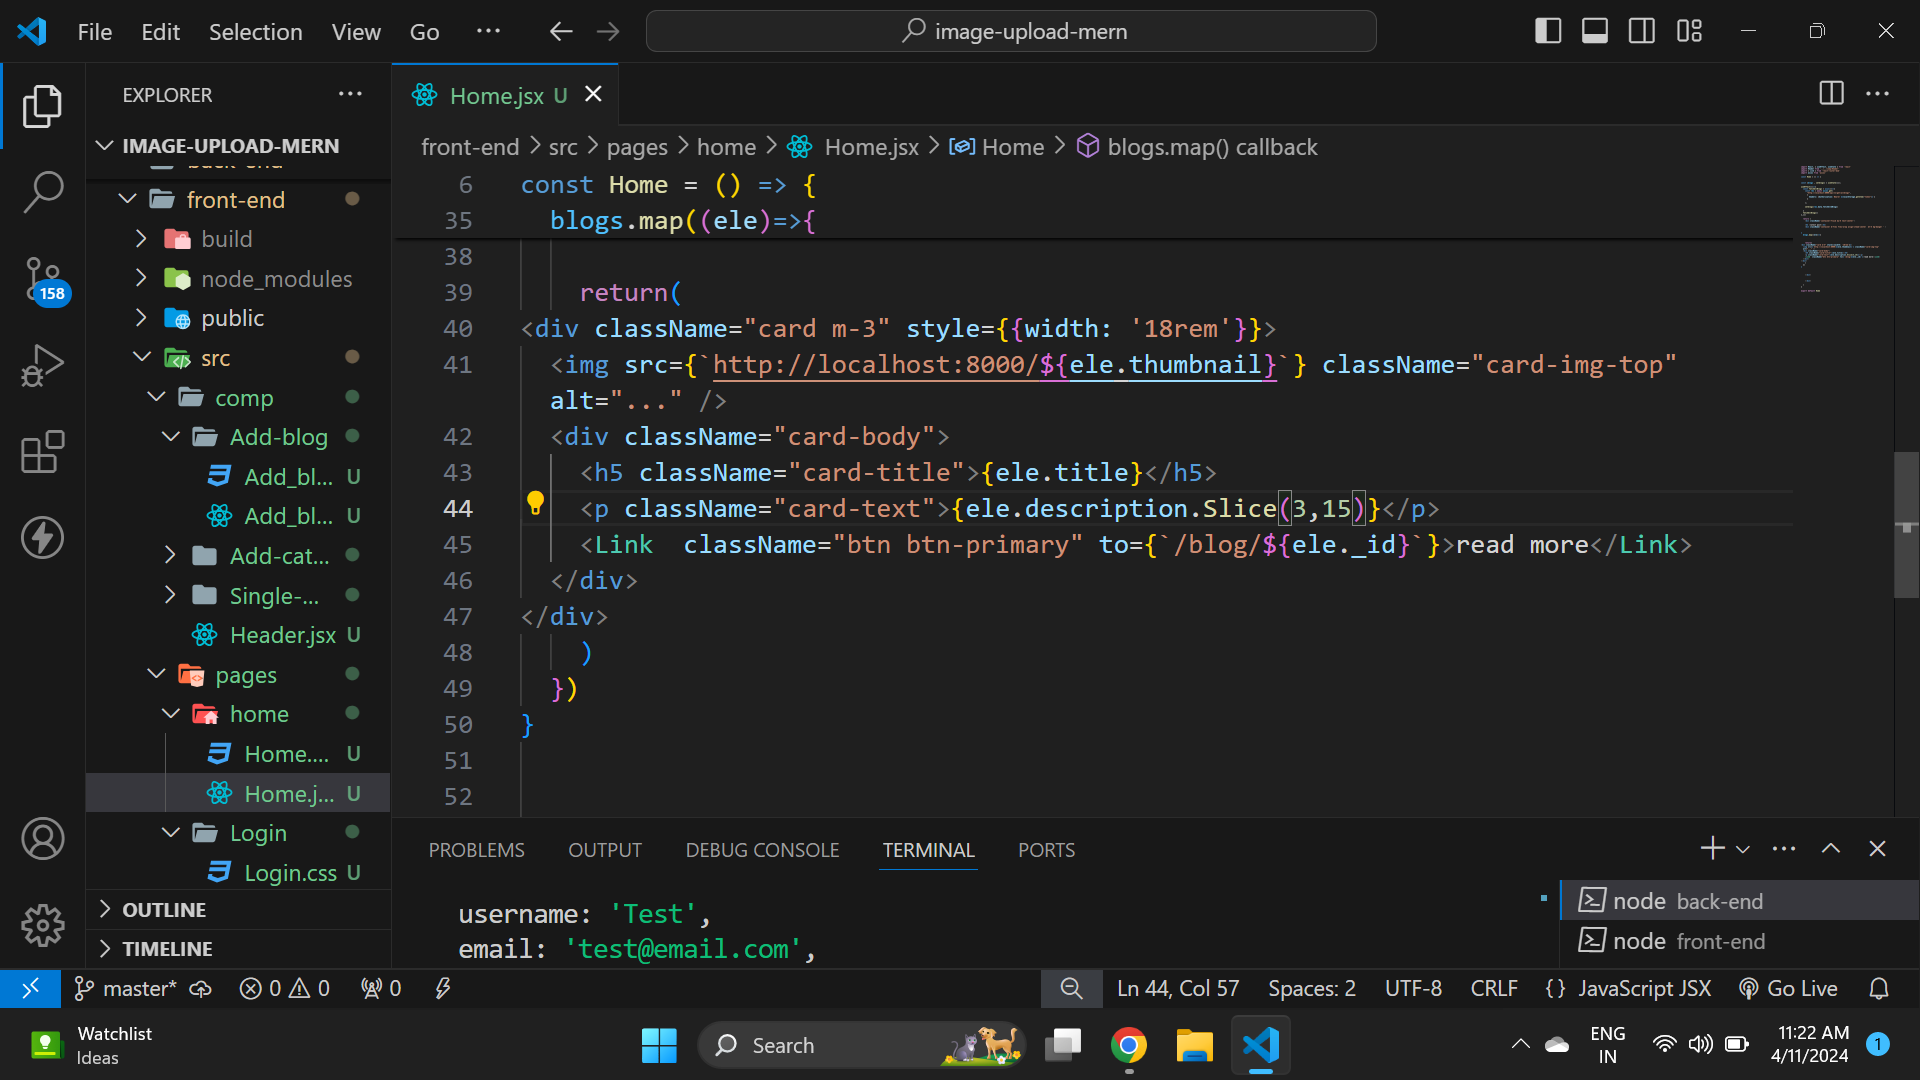 File Edit Selection View Go ··· image-upload-mern
EXPLORER ···
IMAGE-UPLOAD-MERN
front-end
build
node_modules
public
src
comp
Add-blog
Add_bl... U
Add_bl... U
Add-cat...
Single-...
Header.jsx U
pages
home
Home.... U
Home.j... U
Login
Login.css U
OUTLINE
TIMELINE
158
Home.jsx U
front-end > src > pages > home > Home.jsx > Home > blogs.map() callback
6 const Home = () => {
35 blogs.map((ele)=>{
38
39 return(
40 <div className="card m-3" style={{width: '18rem'}}>
41 <img src={`http://localhost:8000/${ele.thumbnail}`} className="card-img-top"
alt="..." />
42 <div className="card-body">
43 <h5 className="card-title">{ele.title}</h5>
44 <p className="card-text">{ele.description.Slice(3,15)}</p>
45 <Link  className="btn btn-primary" to={`/blog/${ele._id}`}>read more</Link>
46 </div>
47 </div>
48 )
49 })
50 }
51
52
PROBLEMS OUTPUT DEBUG CONSOLE TERMINAL PORTS
username: 'Test',
email: 'test@email.com',
node back-end
node front-end
master* 0 0 0 Ln 44, Col 57 Spaces: 2 UTF-8 CRLF {} JavaScript JSX Go Live
Watchlist
Ideas
Search
ENG
IN
11:22 AM
4/11/2024
1